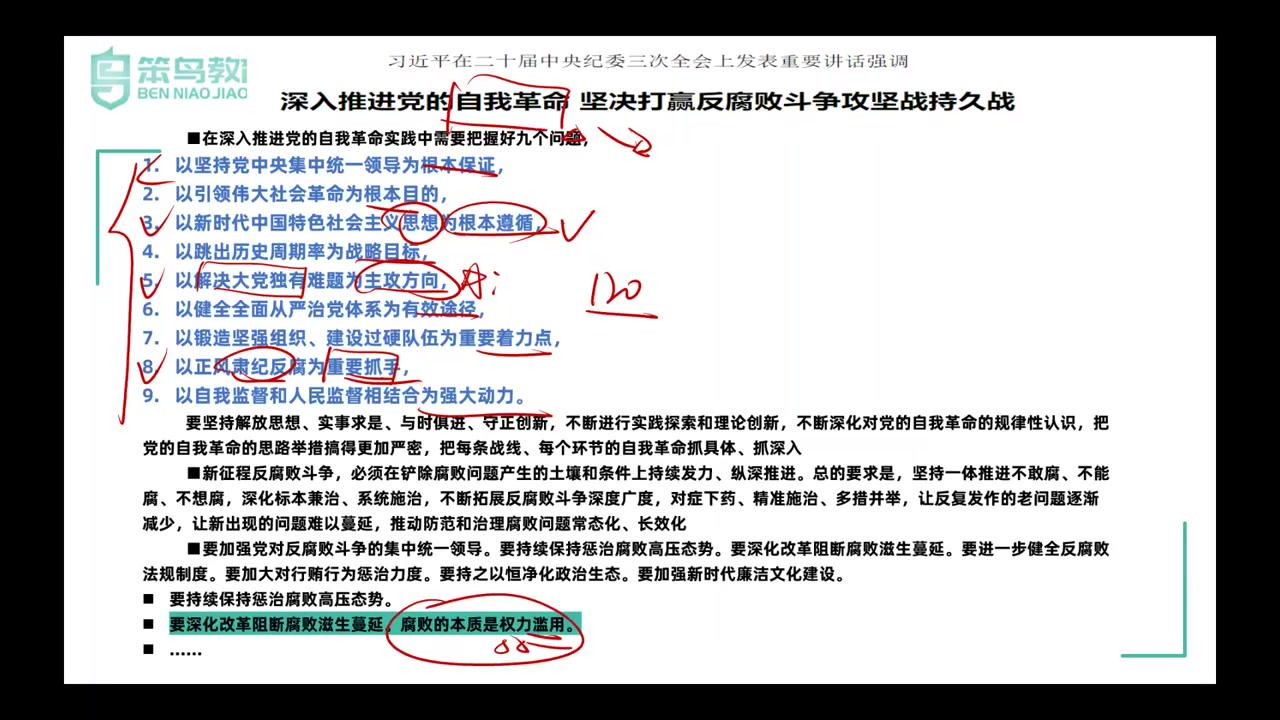 笨鸟教
BEN NIAO JIAO
习近平在二十届中央纪委三次全会上发表重要讲话强调
深入推进党的自我革命 坚决打赢反腐败斗争攻坚战持久战
■在深入推进党的自我革命实践中需要把握好九个问题,
1. 以坚持党中央集中统一领导为根本保证,
2. 以引领伟大社会革命为根本目的,
3. 以新时代中国特色社会主义思想为根本遵循,
4. 以跳出历史周期率为战略目标,
5. 以解决大党独有难题为主攻方向,
120
6. 以健全全面从严治党体系为有效途径,
7. 以锻造坚强组织、建设过硬队伍为重要着力点,
8. 以正风肃纪反腐为重要抓手,
9. 以自我监督和人民监督相结合为强大动力。
要坚持解放思想、实事求是、与时俱进、守正创新，不断进行实践探索和理论创新，不断深化对党的自我革命的规律性认识，把
党的自我革命的思路举措搞得更加严密，把每条战线、每个环节的自我革命抓具体、抓深入
■新征程反腐败斗争，必须在铲除腐败问题产生的土壤和条件上持续发力、纵深推进。总的要求是，坚持一体推进不敢腐、不能
腐、不想腐，深化标本兼治、系统施治，不断拓展反腐败斗争深度广度，对症下药、精准施治、多措并举，让反复发作的老问题逐渐
减少，让新出现的问题难以蔓延，推动防范和治理腐败问题常态化、长效化
■要加强党对反腐败斗争的集中统一领导。要持续保持惩治腐败高压态势。要深化改革阻断腐败滋生蔓延。要进一步健全反腐败
法规制度。要加大对行贿行为惩治力度。要持之以恒净化政治生态。要加强新时代廉洁文化建设。
■ 要持续保持惩治腐败高压态势。
■ 要深化改革阻断腐败滋生蔓延，腐败的本质是权力滥用。
■ ......